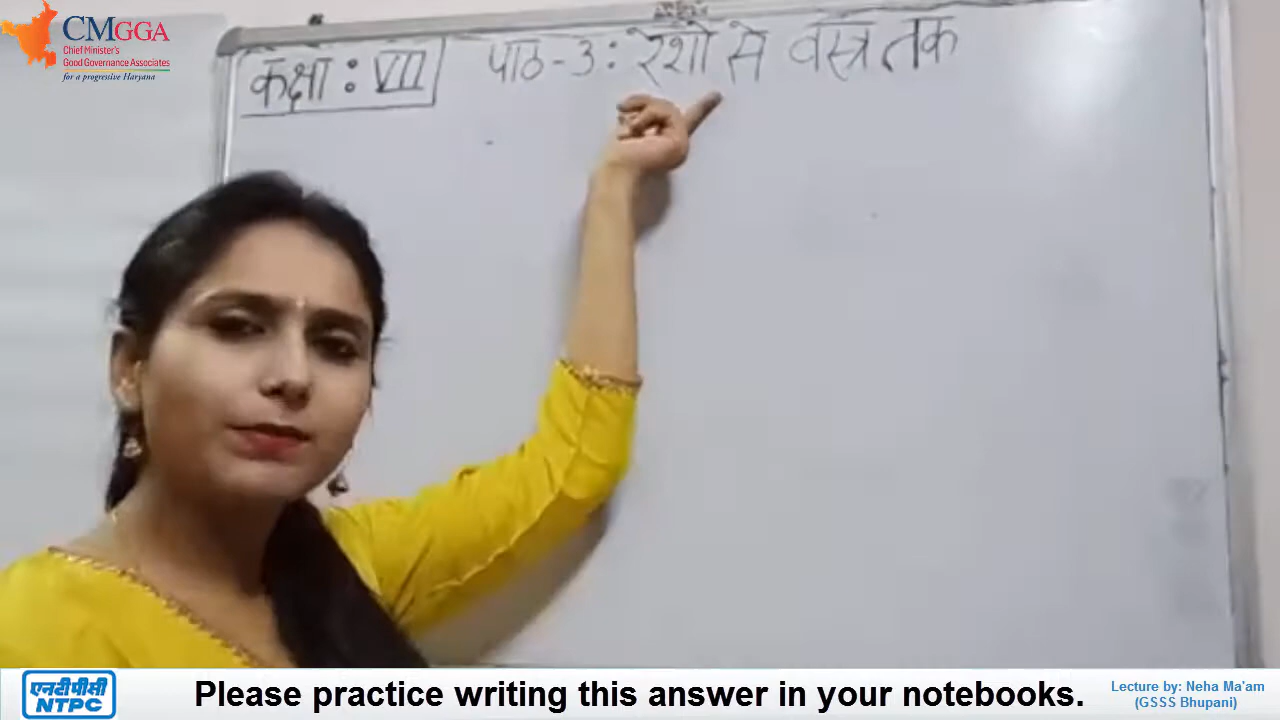 CMGGA
Chief Minister's
Good Governance Associates
for a progressive Haryana
कक्षा : VII
पाठ-3: रेशों से वस्त्र तक
एनटीपीसी
NTPC
Please practice writing this answer in your notebooks.
Lecture by: Neha Ma'am
(GSSS Bhupani)